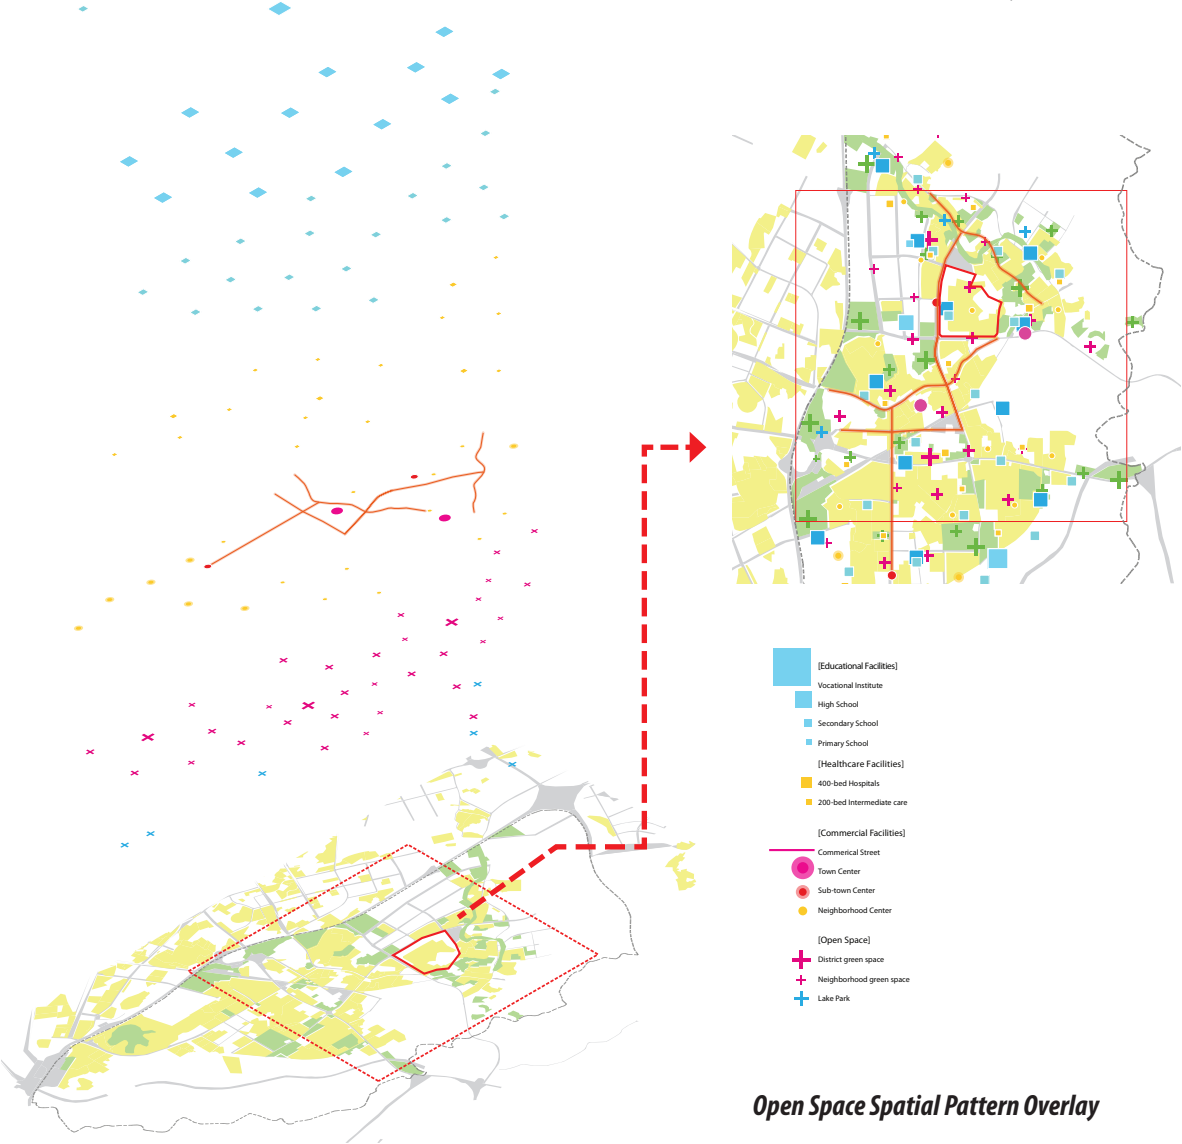 [Educational Facilities]
Vocational Institute
High School
Secondary School
Primary School
[Healthcare Facilities]
400-bed Hospitals
200-bed Intermediate care
[Commercial Facilities]
Commerical Street
Town Center
Sub-town Center
Neighborhood Center
[Open Space]
District green space
Neighborhood green space
Lake Park
Open Space Spatial Pattern Overlay